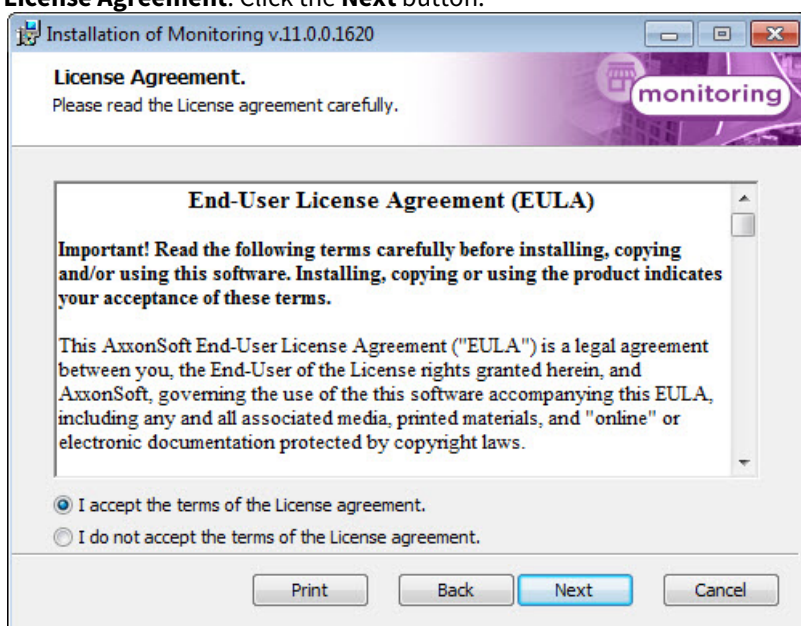 License Agreement. Click the Next button.
Installation of Monitoring v.11.0.0.1620
License Agreement.
Please read the License agreement carefully.
monitoring
End-User License Agreement (EULA)
Important! Read the following terms carefully before installing, copying
and/or using this software. Installing, copying or using the product indicates
your acceptance of these terms.
This AxxonSoft End-User License Agreement ("EULA") is a legal agreement
between you, the End-User of the License rights granted herein, and
AxxonSoft, governing the use of the this software accompanying this EULA,
including any and all associated media, printed materials, and "online" or
electronic documentation protected by copyright laws.
I accept the terms of the License agreement.
I do not accept the terms of the License agreement.
Print Back Next Cancel